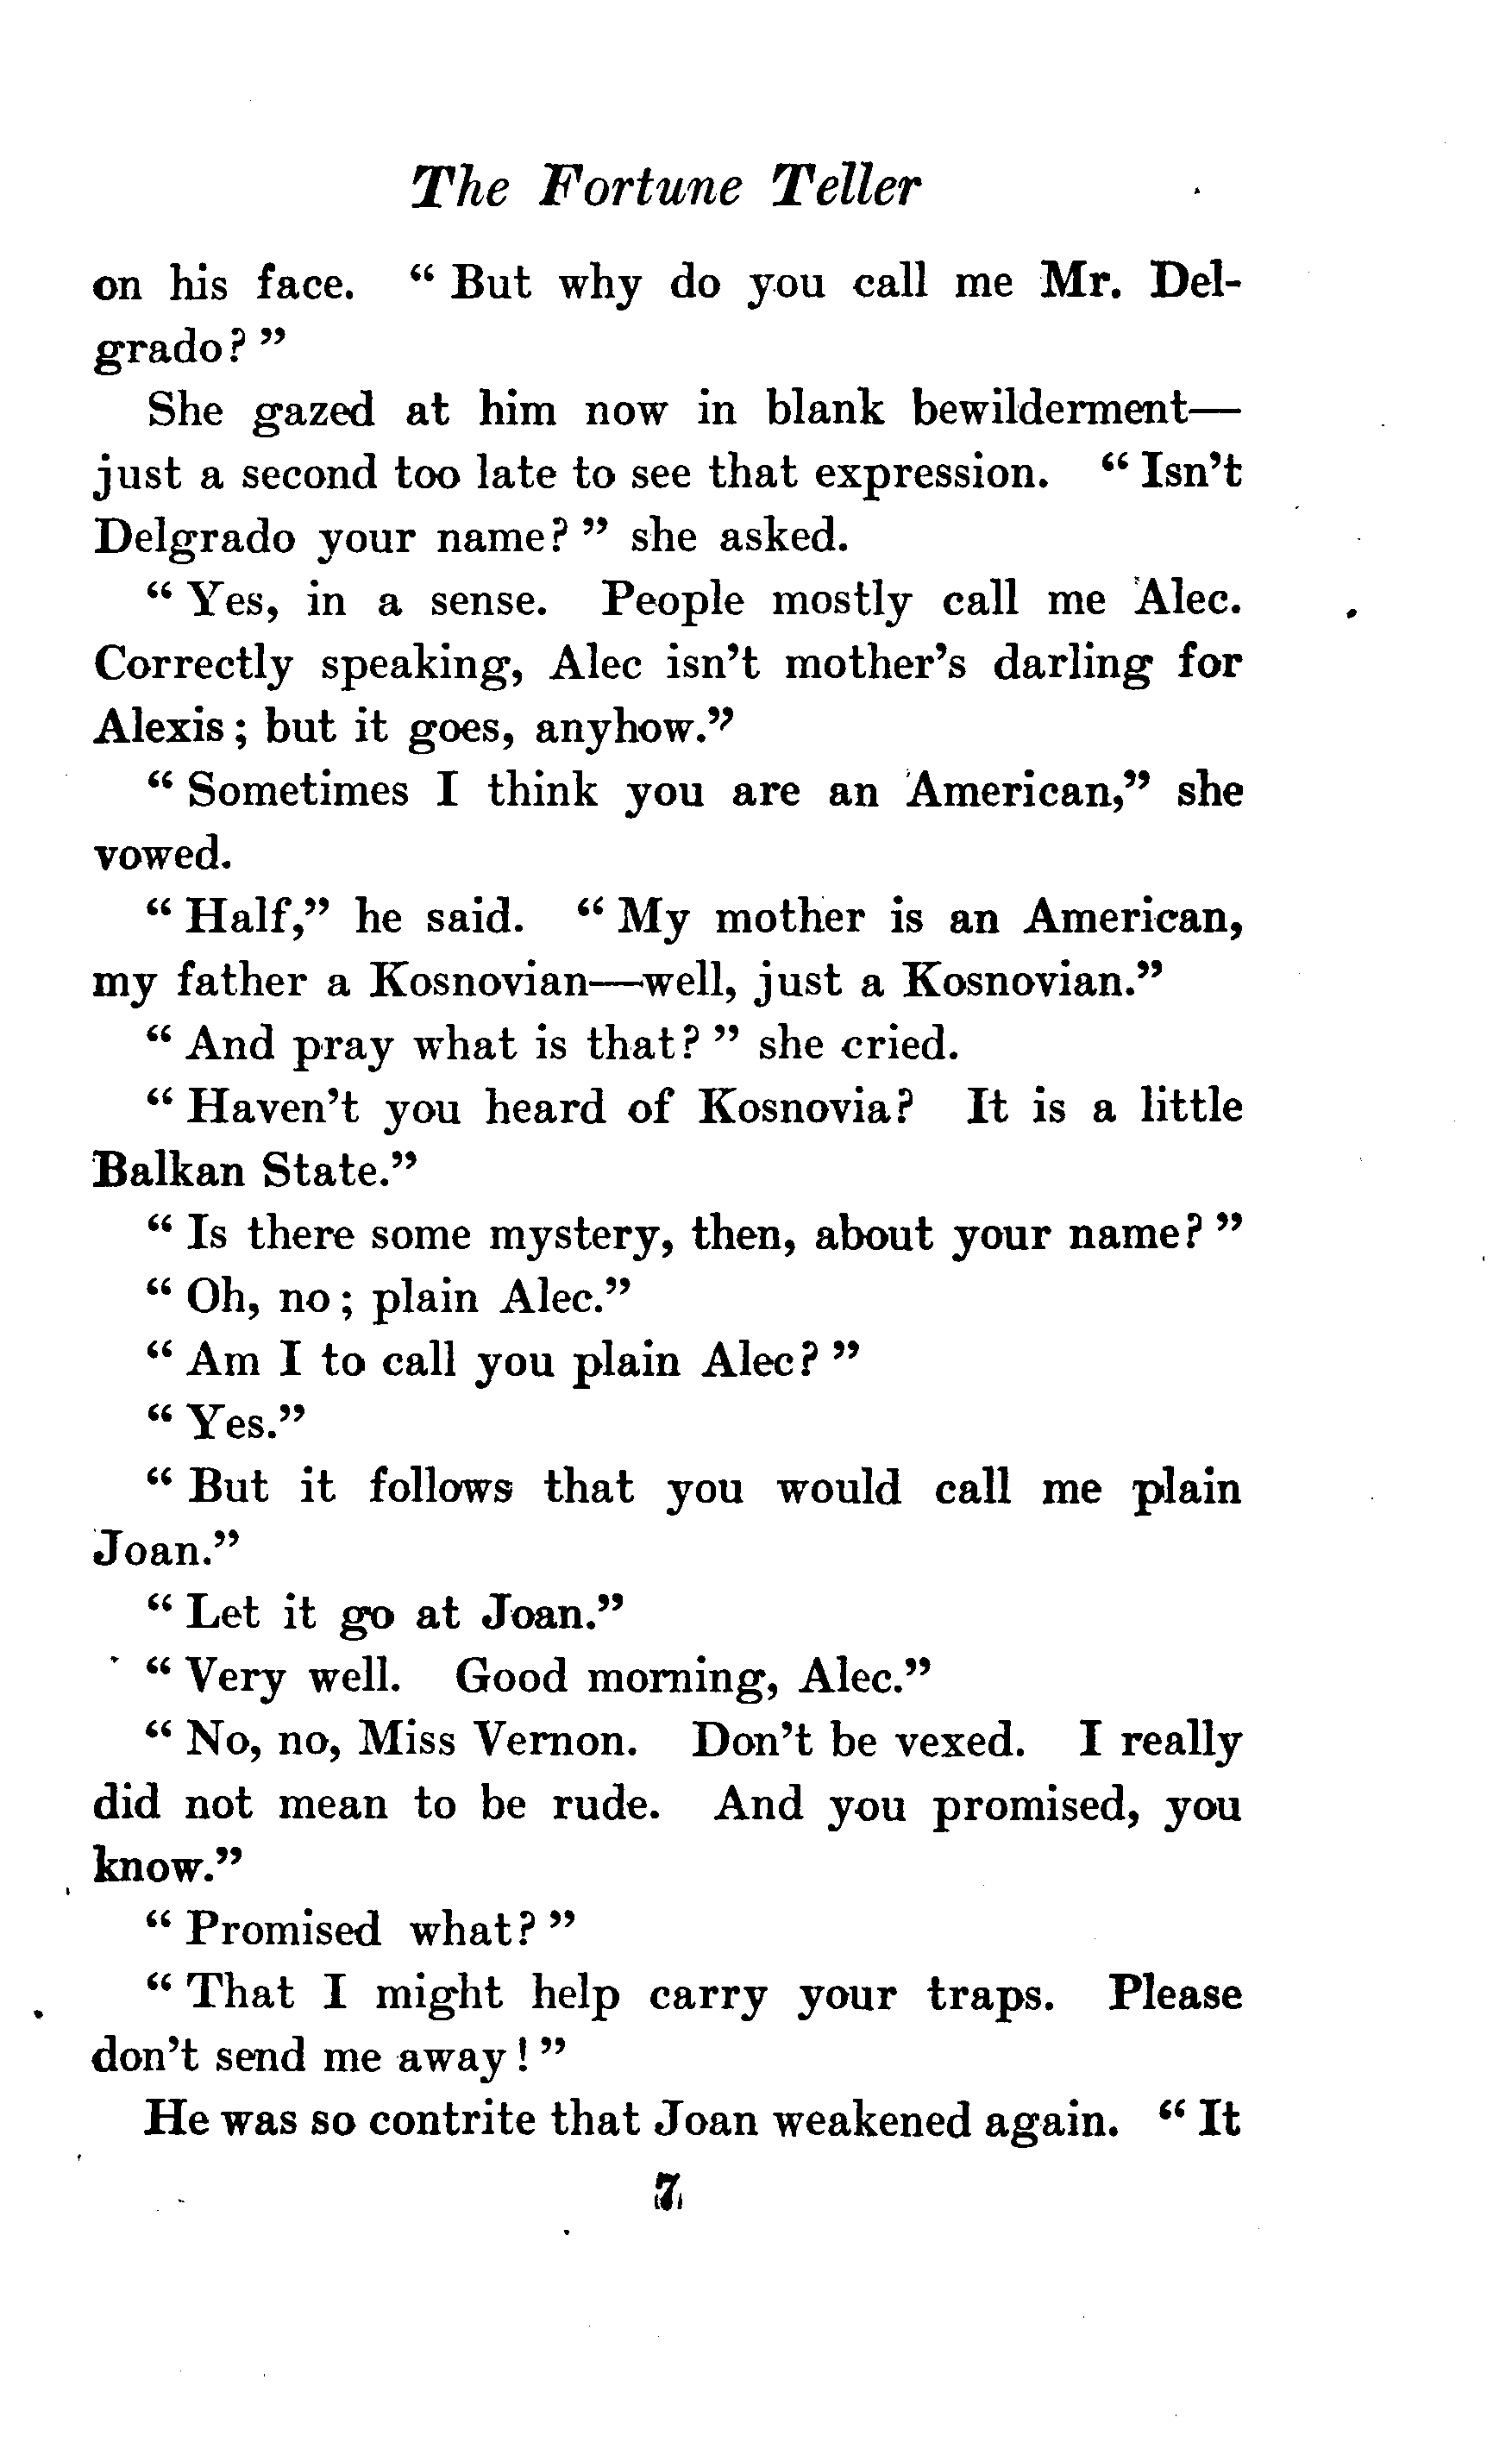 The Fortune Teller
on his face. “ But why do you call me Mr. Del-
grado? ”
She gazed at him now in blank bewilderment—
just a second too late to see that expression. “ Isn’t
Delgrado your name? ” she asked.
“ Yes, in a sense. People mostly call me Alec.
Correctly speaking, Alec isn’t mother’s darling for
Alexis ; but it goes, anyhow.”
“ Sometimes I think you are an American,” she
vowed.
“ Half,” he said. “ My mother is an American,
my father a Kosnovian—well, just a Kosnovian.”
“ And pray what is that? ” she cried.
“ Haven’t you heard of Kosnovia? It is a little
Balkan State.”
“ Is there some mystery, then, about your name? ”
“ Oh, no ; plain Alec.”
“ Am I to call you plain Alec? ”
“ Yes.”
“ But it follows that you would call me plain
Joan.”
“ Let it go at Joan.”
“ Very well. Good morning, Alec.”
“ No, no, Miss Vernon. Don’t be vexed. I really
did not mean to be rude. And you promised, you
know.”
“ Promised what? ”
“ That I might help carry your traps. Please
don’t send me away ! ”
He was so contrite that Joan weakened again. “ It
7